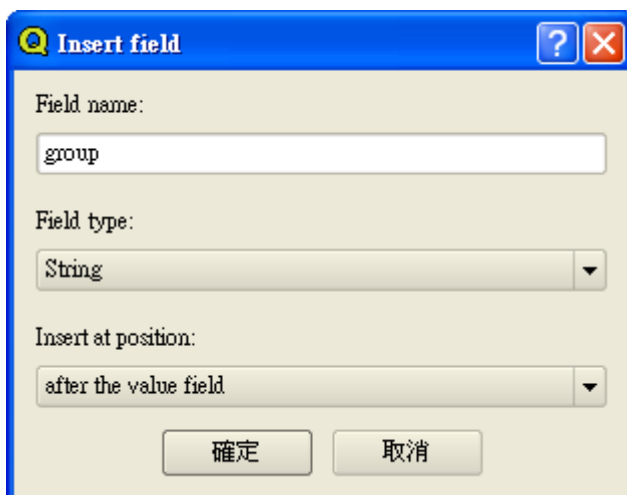 Insert field
Field name:
group
Field type:
String
Insert at position:
after the value field
確定 取消